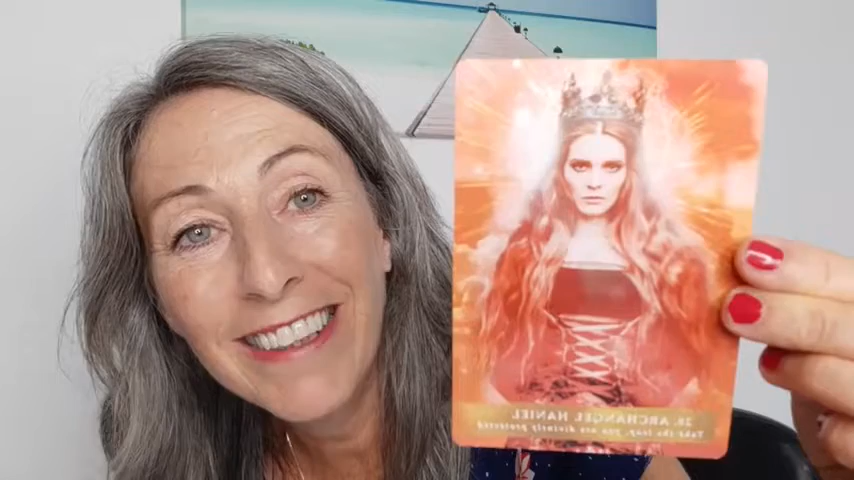 28. ARCHANGEL HANIEL
Take the leap, you are divinely protected